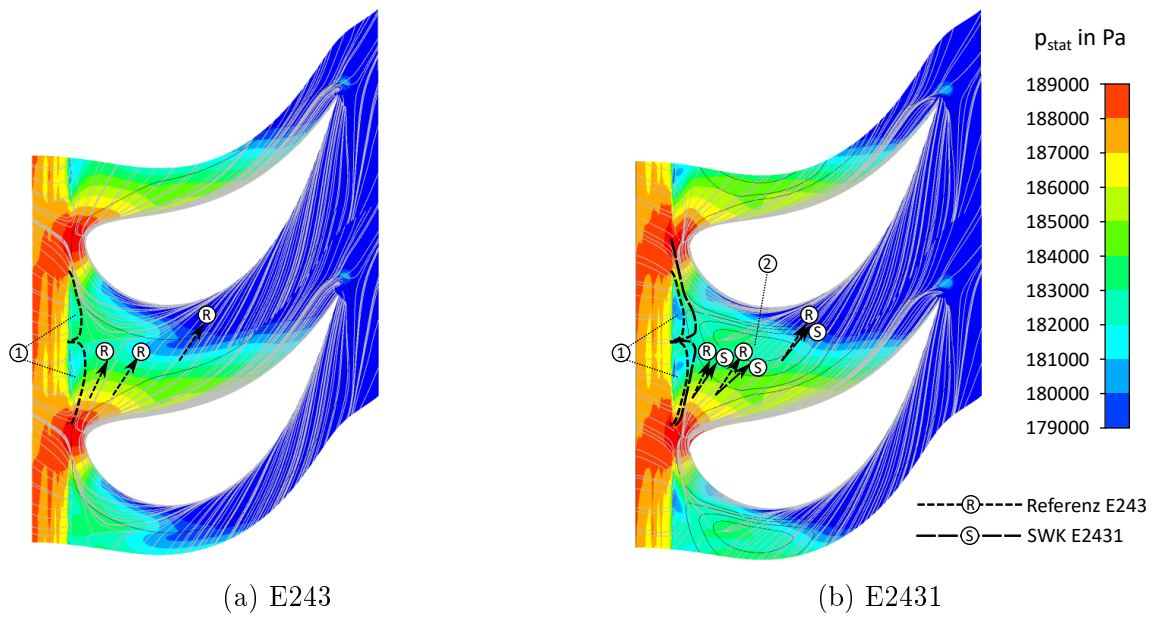 p_stat in Pa
189000
188000
187000
186000
185000
184000
183000
182000
181000
180000
179000
R
2
R
S
1
R
R
1
R
S
R
S
R Referenz E243
S SWK E2431
(a) E243
(b) E2431